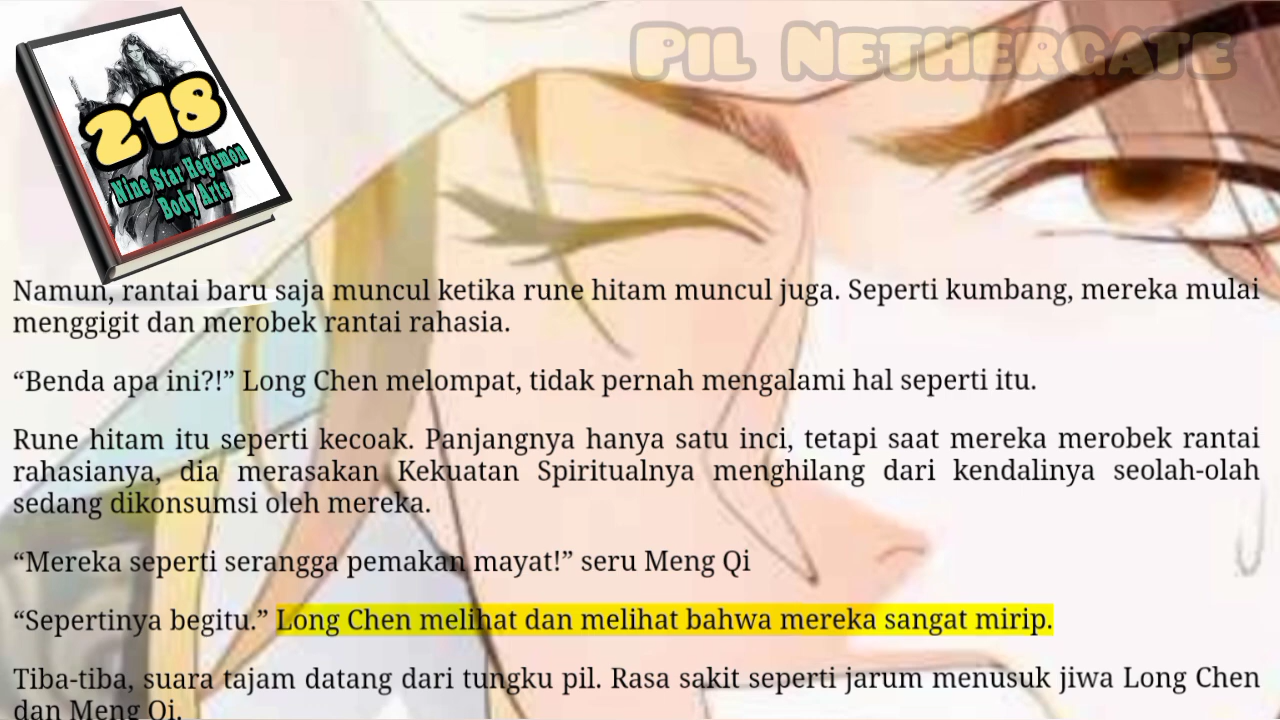 Pil Nethergate
218
Nine Star Hegemon
Body Arts
Namun, rantai baru saja muncul ketika rune hitam muncul juga. Seperti kumbang, mereka mulai
menggigit dan merobek rantai rahasia.
“Benda apa ini?!” Long Chen melompat, tidak pernah mengalami hal seperti itu.
Rune hitam itu seperti kecoak. Panjangnya hanya satu inci, tetapi saat mereka merobek rantai
rahasianya, dia merasakan Kekuatan Spiritualnya menghilang dari kendalinya seolah-olah
sedang dikonsumsi oleh mereka.
“Mereka seperti serangga pemakan mayat!” seru Meng Qi
“Sepertinya begitu.” Long Chen melihat dan melihat bahwa mereka sangat mirip.
Tiba-tiba, suara tajam datang dari tungku pil. Rasa sakit seperti jarum menusuk jiwa Long Chen
dan Meng Qi.